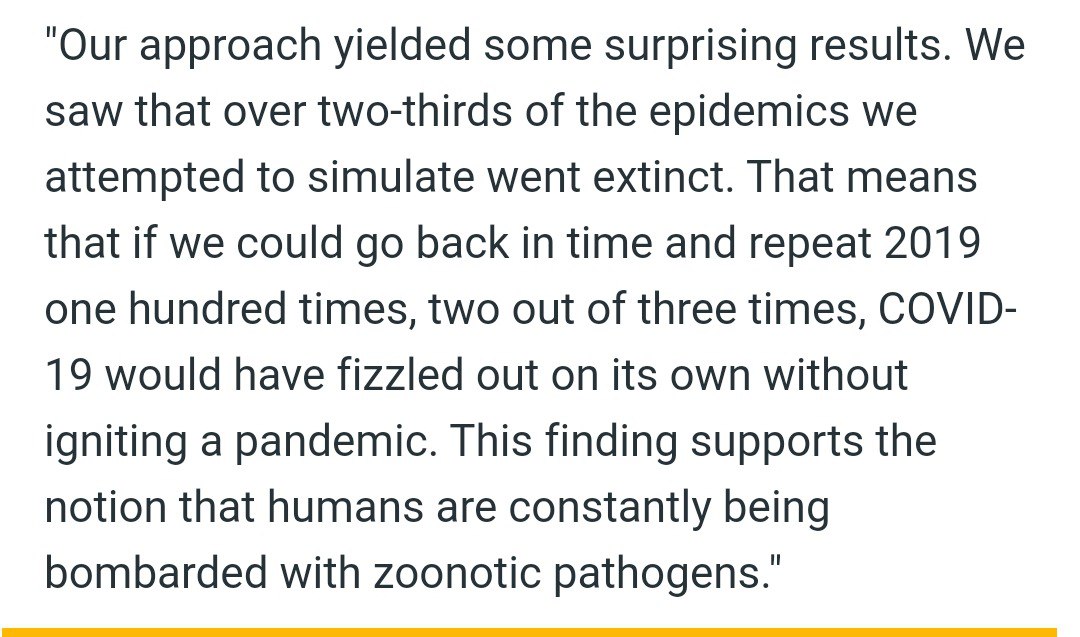 "Our approach yielded some surprising results. We
saw that over two-thirds of the epidemics we
attempted to simulate went extinct. That means
that if we could go back in time and repeat 2019
one hundred times, two out of three times, COVID-
19 would have fizzled out on its own without
igniting a pandemic. This finding supports the
notion that humans are constantly being
bombarded with zoonotic pathogens."